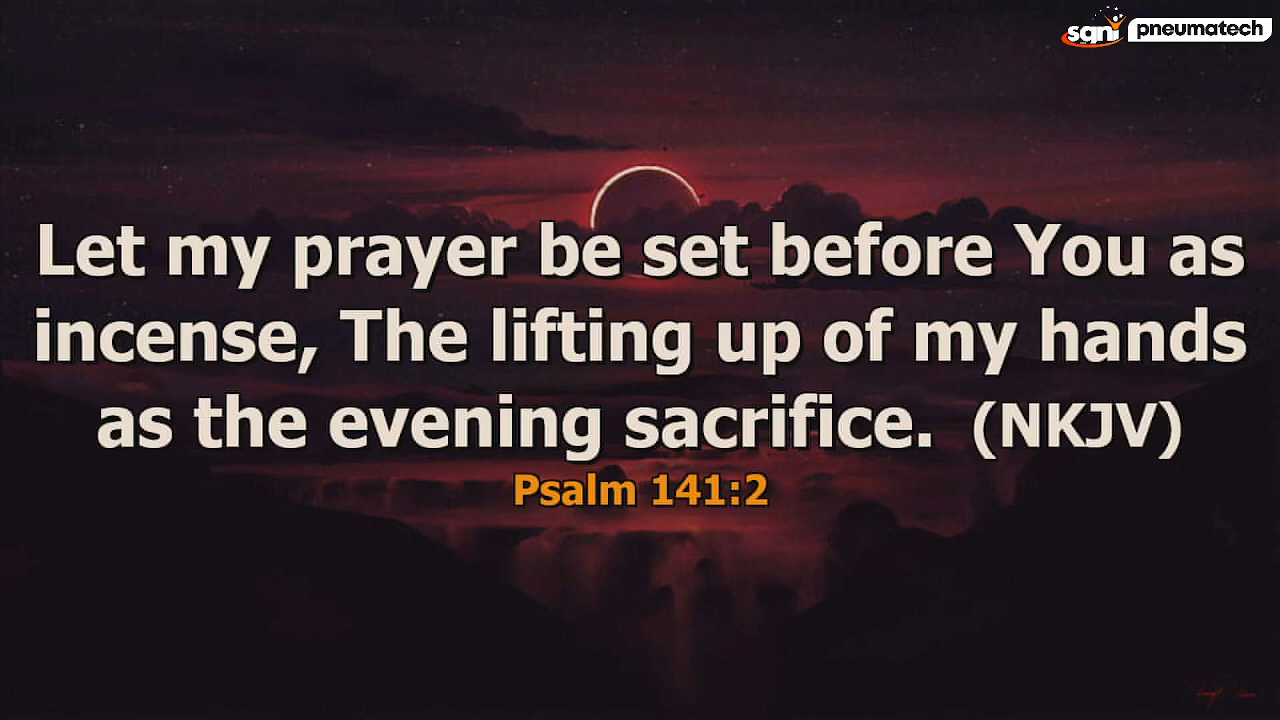 sqni pneumatech
Let my prayer be set before You as
incense, The lifting up of my hands
as the evening sacrifice. (NKJV)
Psalm 141:2